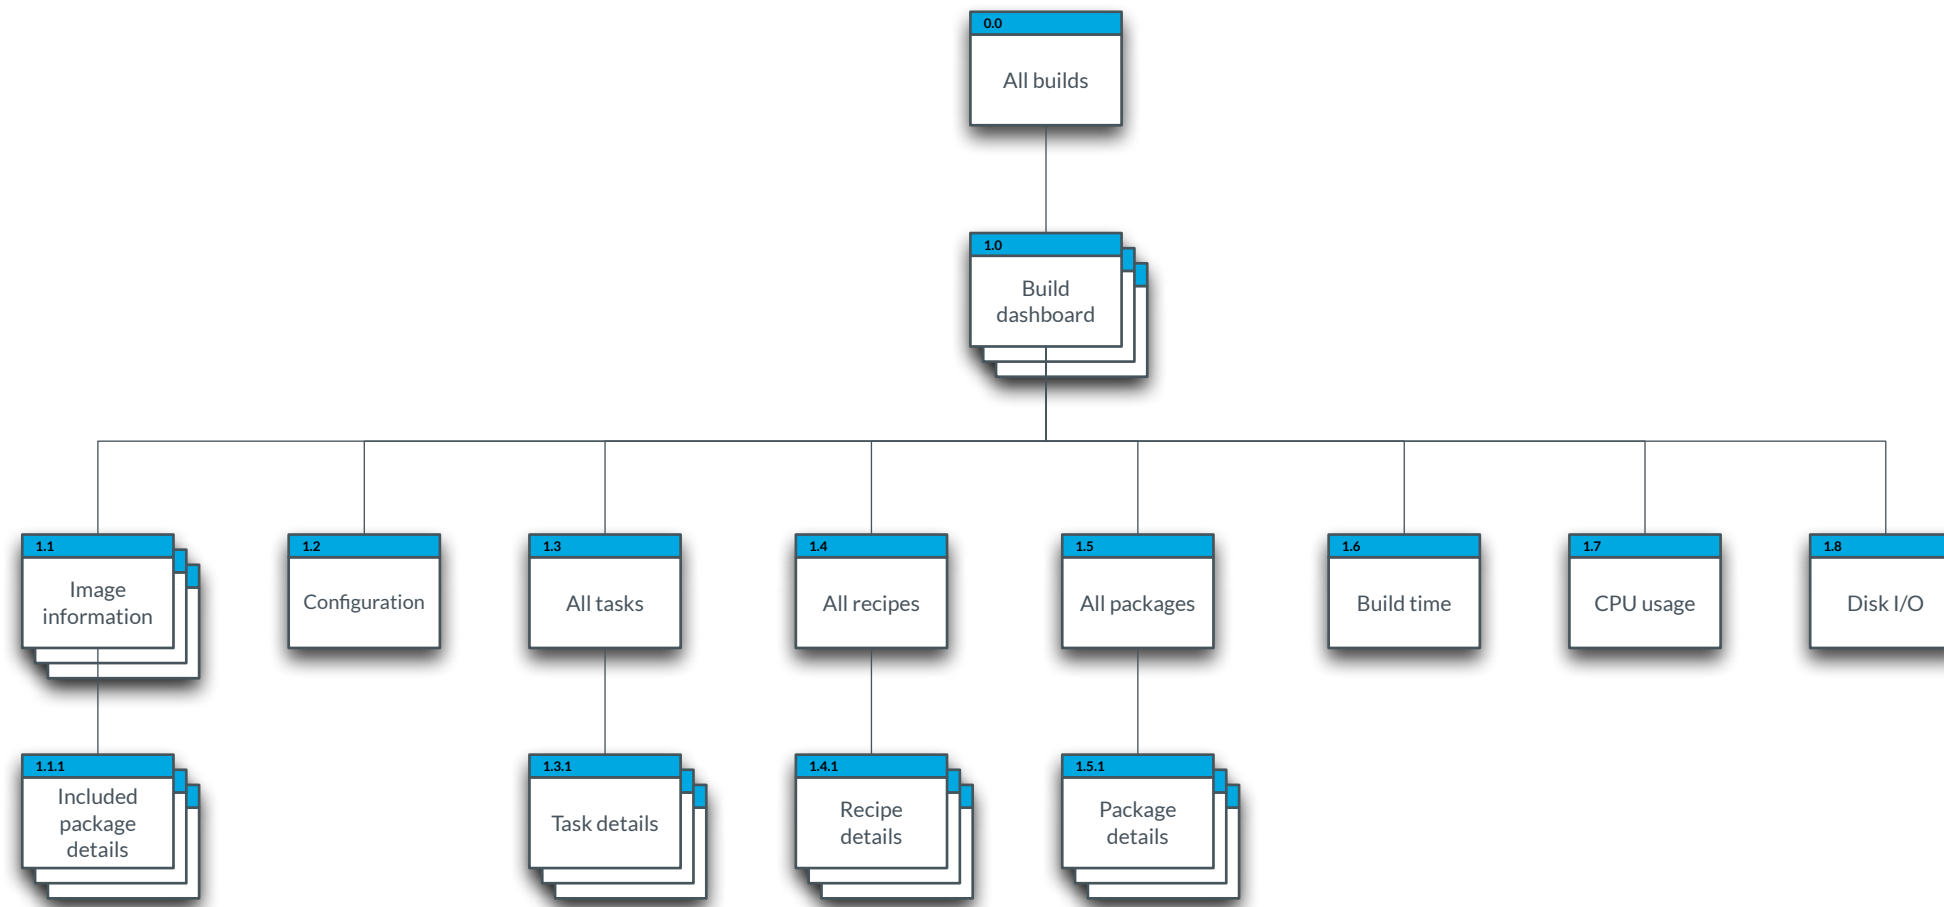 0.0
All builds
1.0
Build
dashboard
1.1
Image
information
1.2
Configuration
1.3
All tasks
1.4
All recipes
1.5
All packages
1.6
Build time
1.7
CPU usage
1.8
Disk I/O
1.1.1
Included
package
details
1.3.1
Task details
1.4.1
Recipe
details
1.5.1
Package
details